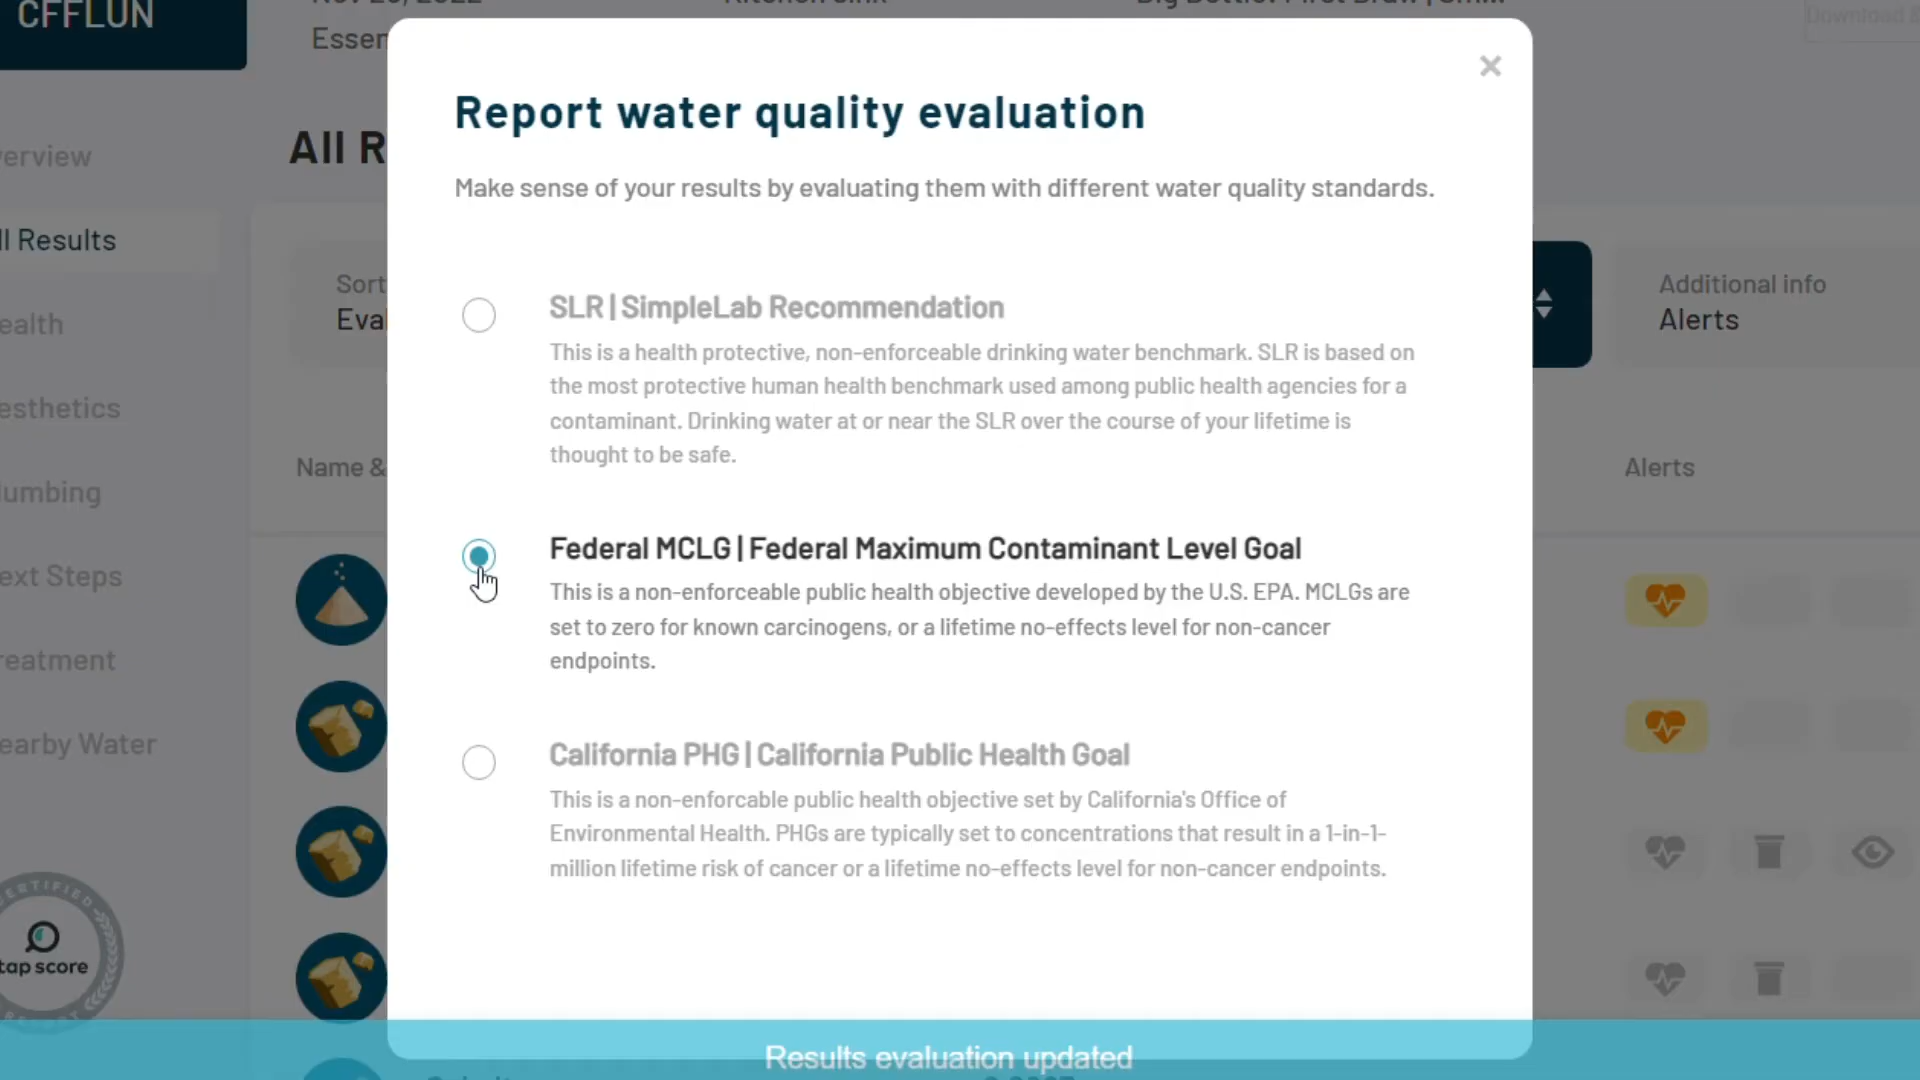 CFFLUN
Kitchen Sink
Download
Report water quality evaluation
Make sense of your results by evaluating them with different water quality standards.
All R
verview
ll Results
ealth
esthetics
lumbing
ext Steps
reatment
earby Water
Sort
Eval
Additional info
Alerts
Name &
Alerts
SLR | SimpleLab Recommendation
This is a health protective, non-enforceable drinking water benchmark. SLR is based on
the most protective human health benchmark used among public health agencies for a
contaminant. Drinking water at or near the SLR over the course of your lifetime is
thought to be safe.
Federal MCLG | Federal Maximum Contaminant Level Goal
This is a non-enforceable public health objective developed by the U.S. EPA. MCLGs are
set to zero for known carcinogens, or a lifetime no-effects level for non-cancer
endpoints.
California PHG | California Public Health Goal
This is a non-enforcable public health objective set by California's Office of
Environmental Health. PHGs are typically set to concentrations that result in a 1-in-1-
million lifetime risk of cancer or a lifetime no-effects level for non-cancer endpoints.
CERTIFIED
tap score
Results evaluation updated